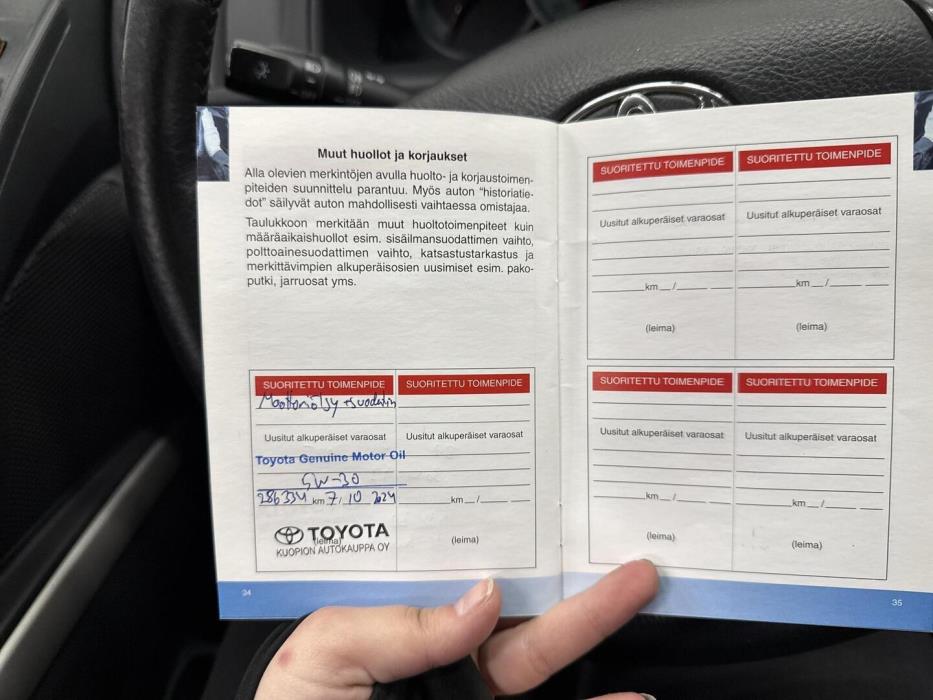 Muut huollot ja korjaukset
Alla olevien merkintöjen avulla huolto- ja korjaustoimen-
piteiden suunnittelu parantuu. Myös auton "historiatie-
dot" säilyvät auton mahdollisesti vaihtaessa omistajaa.
Taulukkoon merkitään muut huoltotoimenpiteet kuin
määräaikaishuollot esim. sisäilmansuodattimen vaihto,
polttoainesuodattimen vaihto, katsastustarkastus ja
merkittävimpien alkuperäisosien uusimiset esim. pako-
putki, jarruosat yms.
SUORITETTU TOIMENPIDE
Moottoriöljy + suodatin
Uusitut alkuperäiset varaosat
Toyota Genuine Motor Oil
5W-30
286334 km 7, 10 2024
(leima)
TOYOTA
KUOPION AUTOKAUPPA OY
SUORITETTU TOIMENPIDE
Uusitut alkuperäiset varaosat
km __ /
(leima)
34
SUORITETTU TOIMENPIDE
Uusitut alkuperäiset varaosat
km __ /
(leima)
SUORITETTU TOIMENPIDE
Uusitut alkuperäiset varaosat
km __ /
(leima)
SUORITETTU TOIMENPIDE
Uusitut alkuperäiset varaosat
km __ /
(leima)
SUORITETTU TOIMENPIDE
Uusitut alkuperäiset varaosat
km __ /
(leima)
35